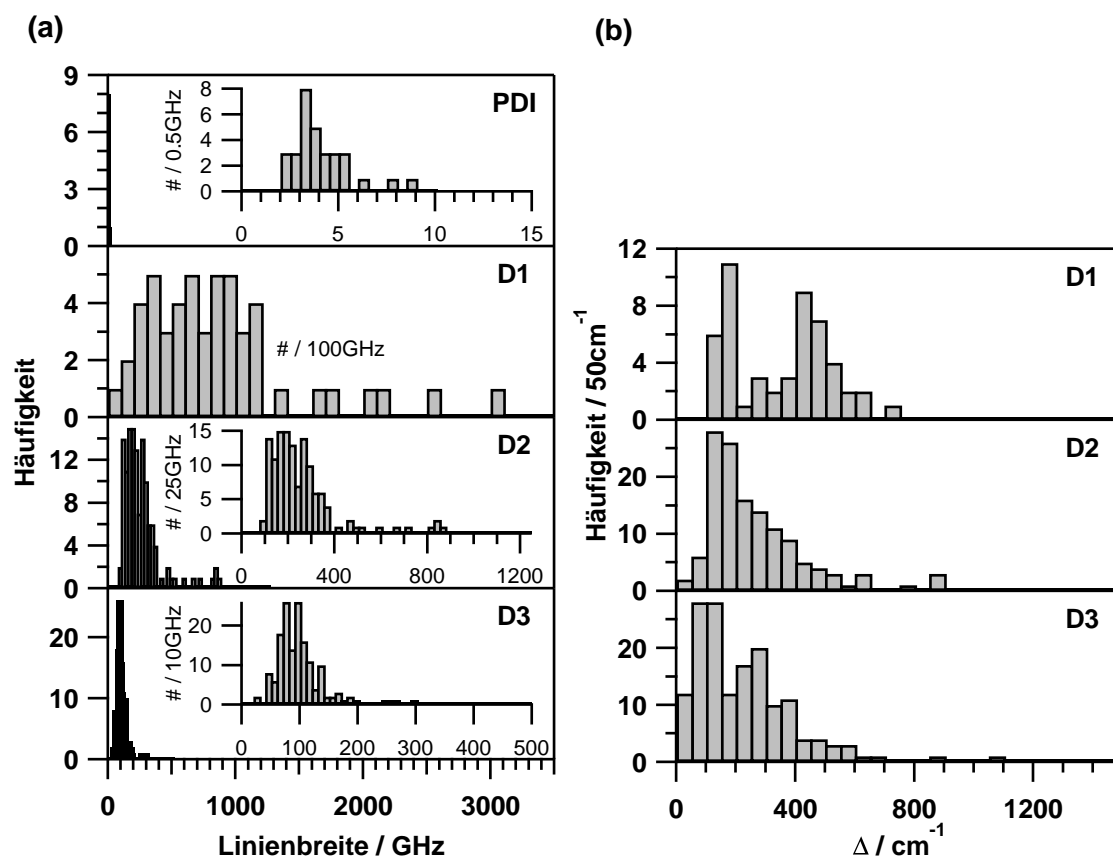 (a)
(b)
Häufigkeit
Linienbreite / GHz
9
6
3
0
PDI
# / 0.5GHz
8
6
4
2
0
0 5 10 15
4
2
0
D1
# / 100GHz
12
8
4
0
D2
# / 25GHz
15
10
5
0
0 400 800 1200
20
10
0
D3
# / 10GHz
20
10
0
0 100 200 300 400 500
0 1000 2000 3000
Häufigkeit / 50cm⁻¹
12
8
4
0
D1
20
10
0
D2
20
10
0
D3
0 400 800 1200
Δ / cm⁻¹